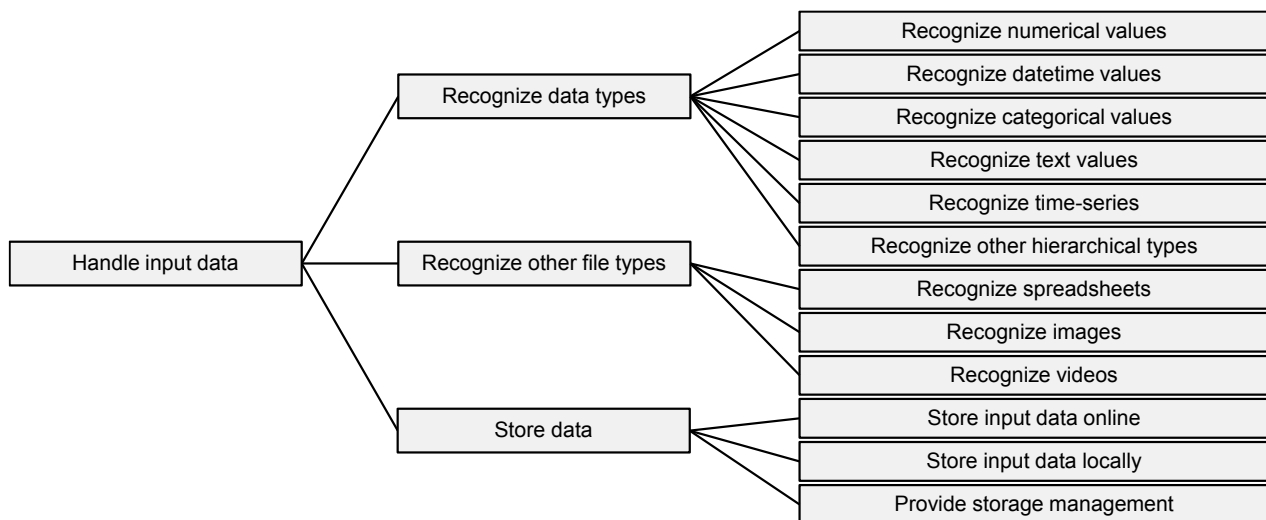 Handle input data
Recognize data types
Recognize other file types
Store data
Recognize numerical values
Recognize datetime values
Recognize categorical values
Recognize text values
Recognize time-series
Recognize other hierarchical types
Recognize spreadsheets
Recognize images
Recognize videos
Store input data online
Store input data locally
Provide storage management